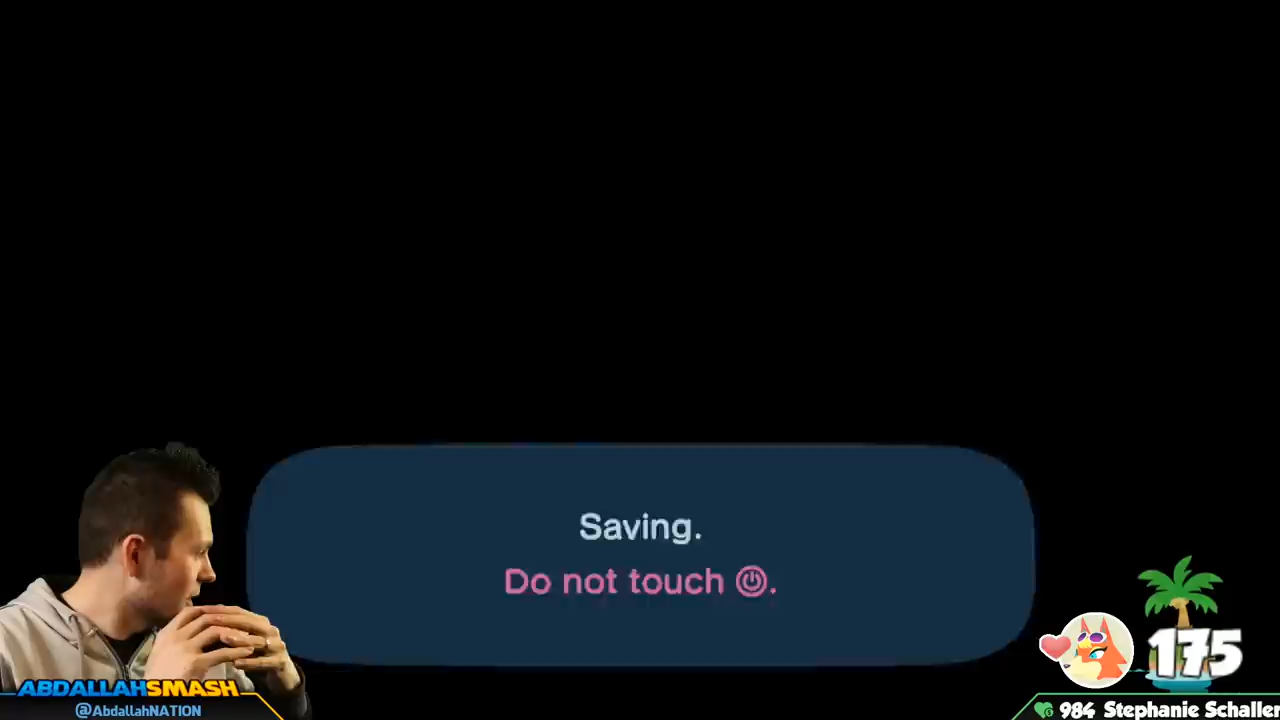 Saving.
Do not touch ⏻.
ABDALLAHSMASH
@AbdallahNATION
175
984 Stephanie Schaller